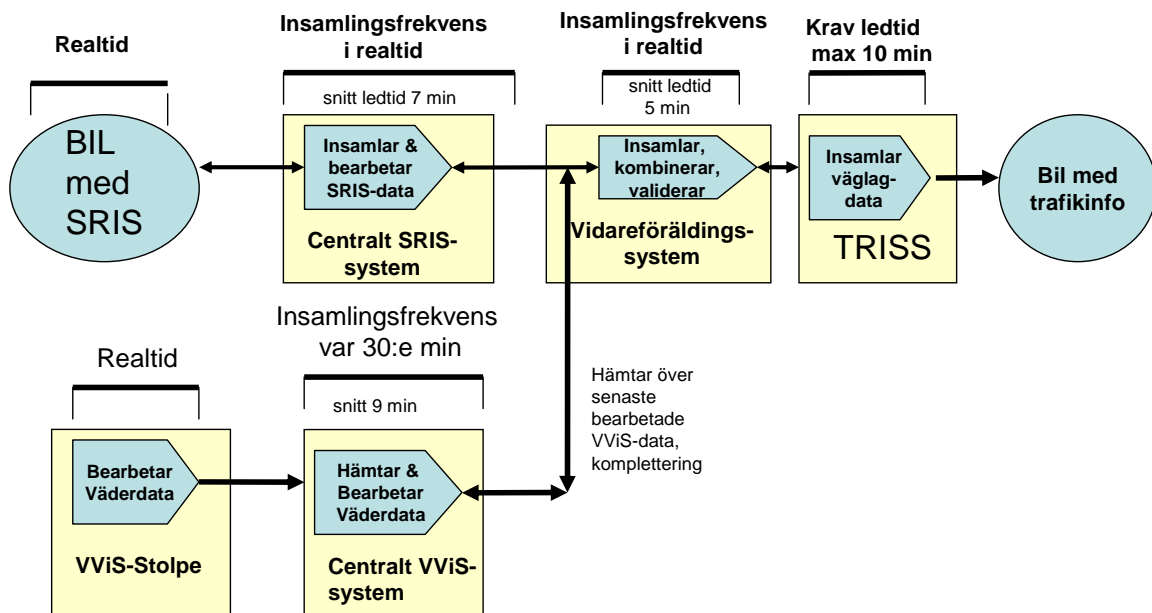 Realtid
Insamlingsfrekvens
i realtid
Insamlingsfrekvens
i realtid
Krav ledtid
max 10 min
snitt ledtid 7 min
snitt ledtid
5 min
BIL
med
SRIS
Insamlar &
bearbetar
SRIS-data
Centralt SRIS-
system
Insamlar,
kombinerar,
validerar
Vidareföräldings-
system
Insamlar
väglag-
data
TRISS
Bil med
trafikinfo
Realtid
Insamlingsfrekvens
var 30:e min
snitt 9 min
Bearbetar
Väderdata
VViS-Stolpe
Hämtar &
Bearbetar
Väderdata
Centralt VViS-
system
Hämtar över
senaste
bearbetade
VViS-data,
komplettering